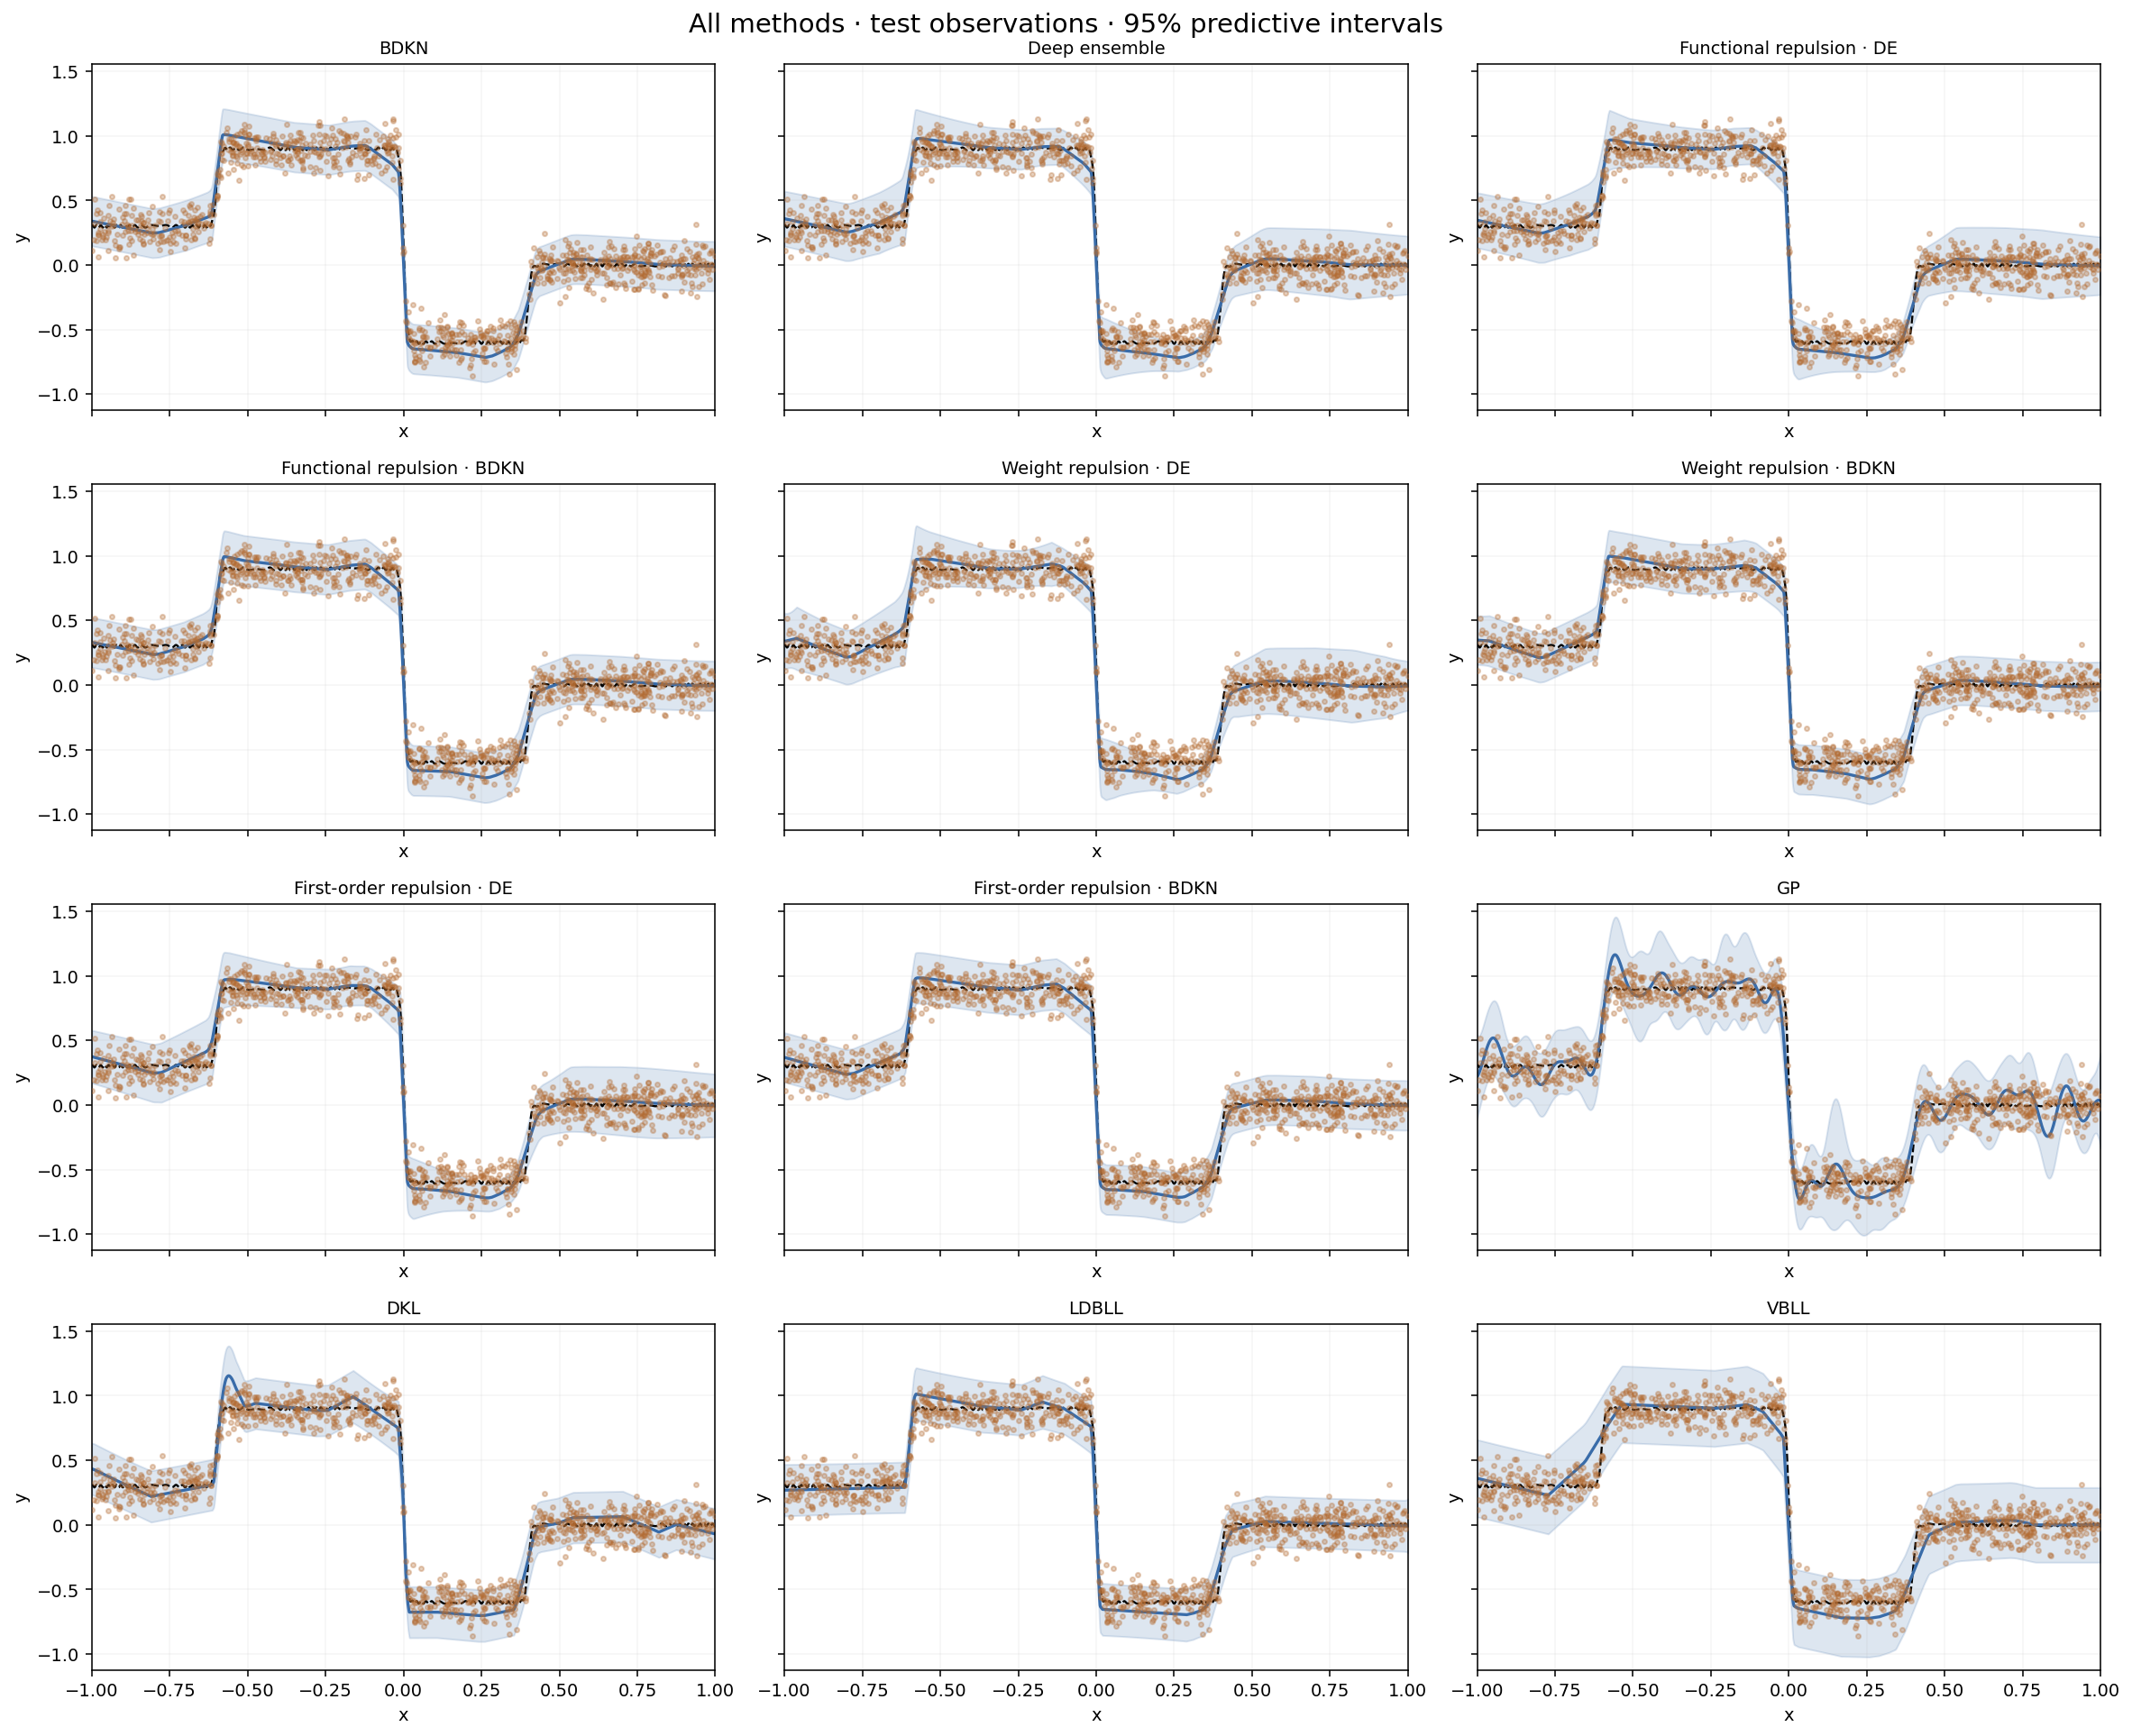 All methods · test observations · 95% predictive intervals
BDKN
Deep ensemble
Functional repulsion · DE
1.5
1.0
0.5
0.0
−0.5
−1.0
y
y
y
x
x
x
Functional repulsion · BDKN
Weight repulsion · DE
Weight repulsion · BDKN
1.5
1.0
0.5
0.0
−0.5
−1.0
y
y
y
x
x
x
First-order repulsion · DE
First-order repulsion · BDKN
GP
1.5
1.0
0.5
0.0
−0.5
−1.0
y
y
y
x
x
x
DKL
LDBLL
VBLL
1.5
1.0
0.5
0.0
−0.5
−1.0
y
y
y
−1.00 −0.75 −0.50 −0.25 0.00 0.25 0.50 0.75 1.00
−1.00 −0.75 −0.50 −0.25 0.00 0.25 0.50 0.75 1.00
−1.00 −0.75 −0.50 −0.25 0.00 0.25 0.50 0.75 1.00
x
x
x